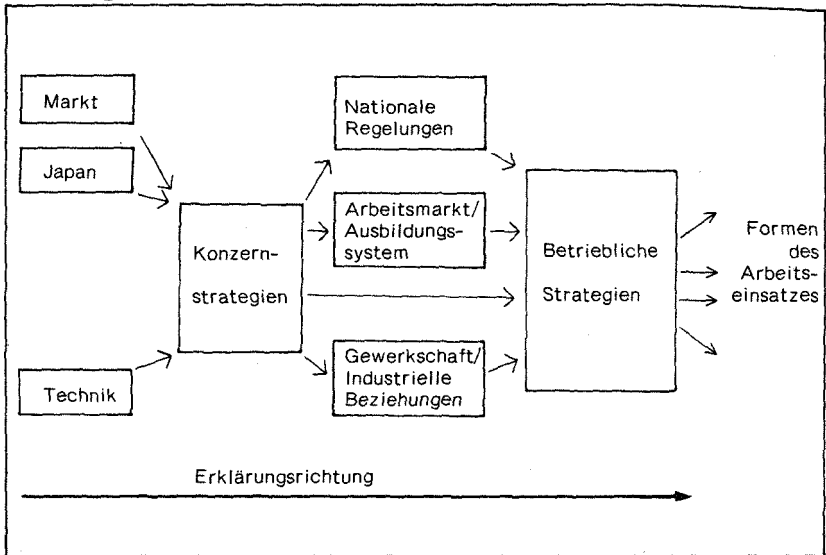 Markt
Japan
Technik
Konzern-
strategien
Nationale
Regelungen
Arbeitsmarkt/
Ausbildungs-
system
Gewerkschaft/
Industrielle
Beziehungen
Betriebliche
Strategien
Formen
des
Arbeits-
einsatzes
Erklärungsrichtung